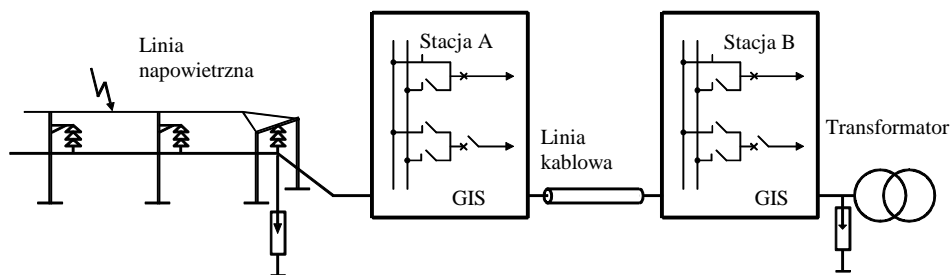 Linia
napowietrzna
Stacja A
GIS
Linia
kablowa
Stacja B
GIS
Transformator